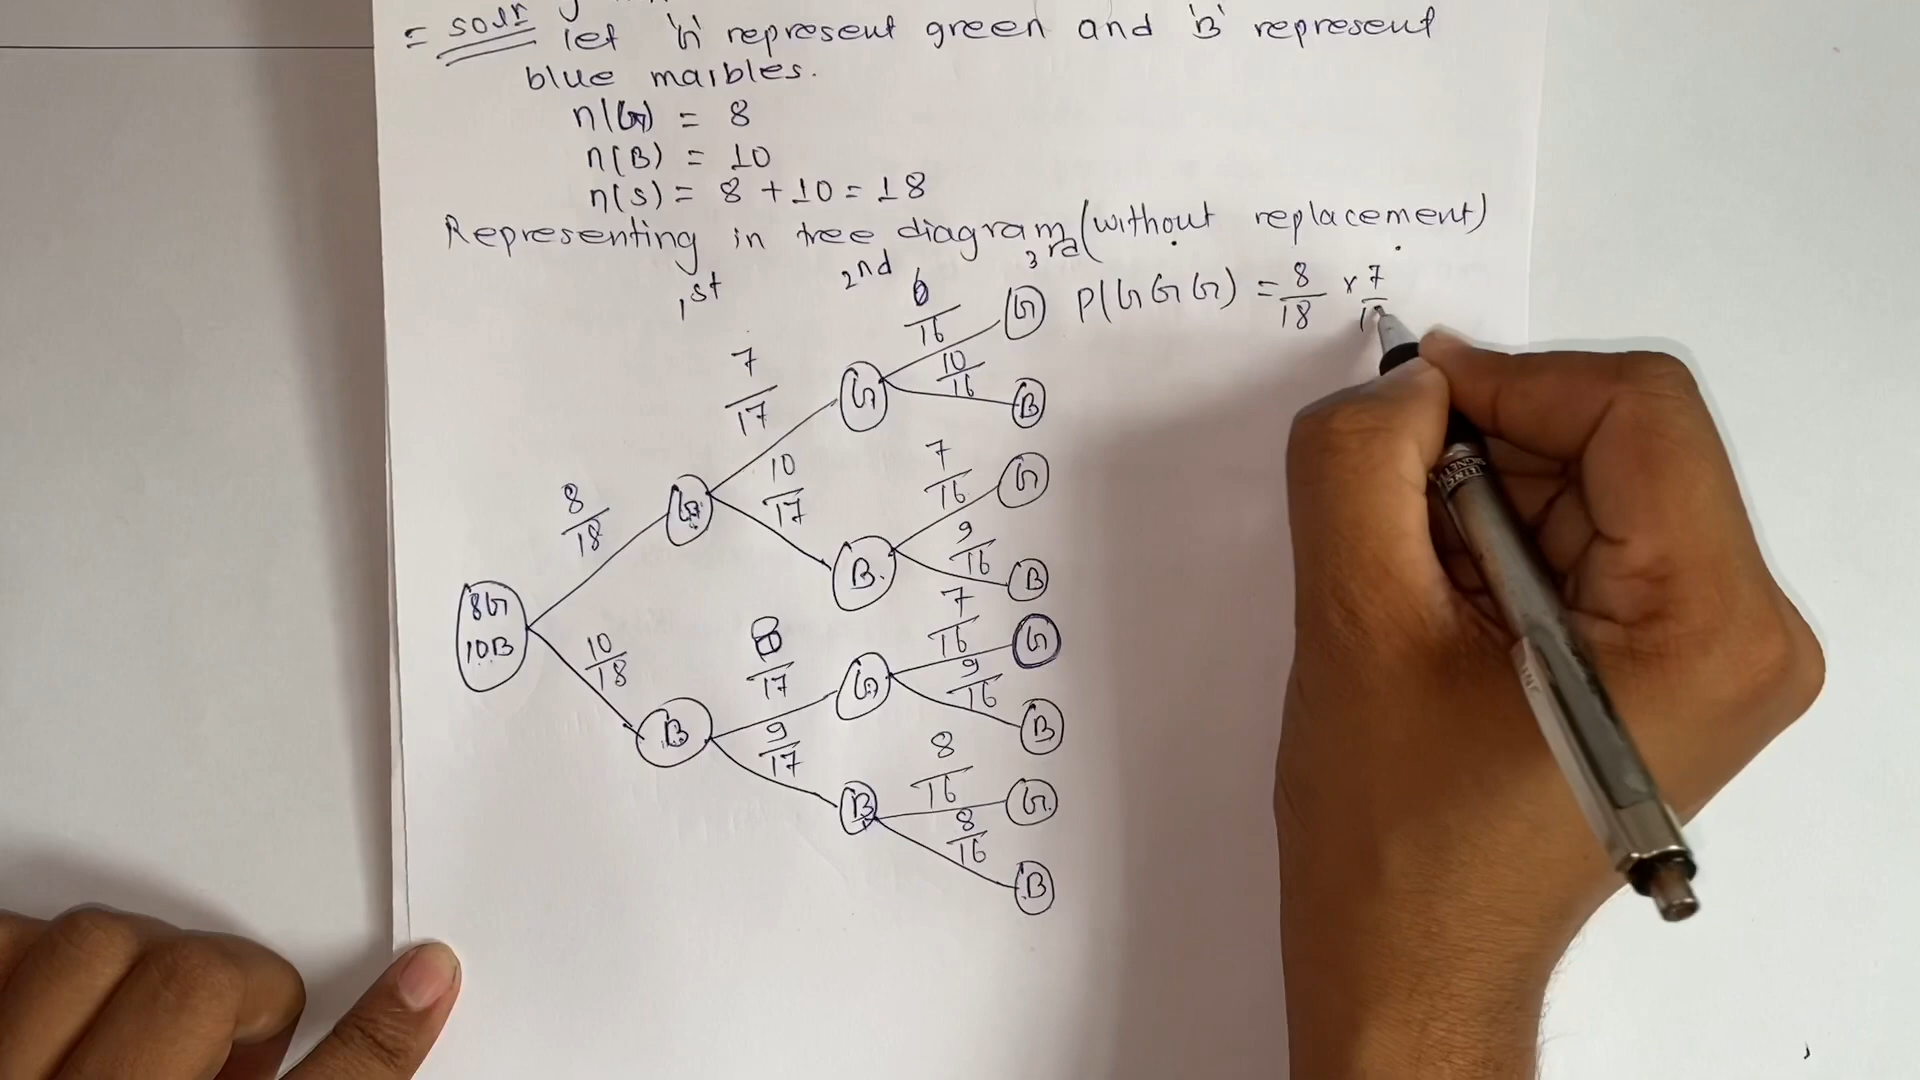 = soln let 'G' represent green and 'B' represent
blue marbles.
n(G) = 8
n(B) = 10
n(S) = 8 + 10 = 18
Representing in tree diagram (without replacement)
1st 2nd 3rd
P(GGG) = 8/18 × 7/
6/16 G
10/16 B
7/17 G
7/16 G
10/17 B
9/16 B
8/18 G
8G
10B
10/18 B
8/17 G
7/16 G
9/16 B
9/17 B
8/16 G
8/16 B